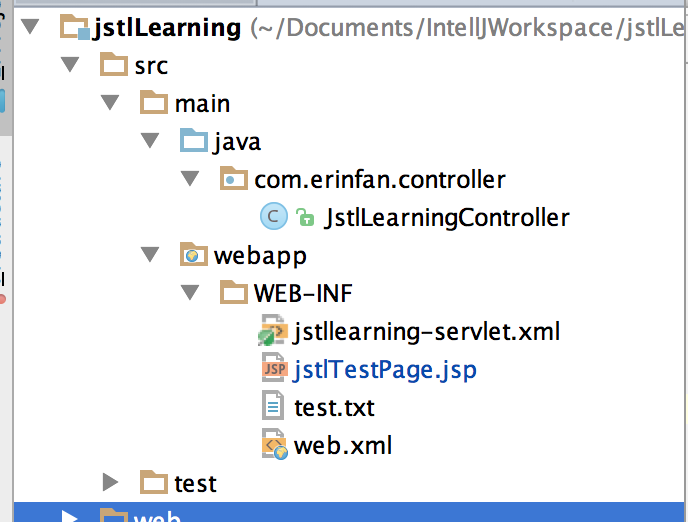 jstlLearning (~/Documents/IntellJWorkspace/jstlLe
src
main
java
com.erinfan.controller
C JstlLearningController
webapp
WEB-INF
jstllearning-servlet.xml
JSP jstlTestPage.jsp
test.txt
web.xml
test
web